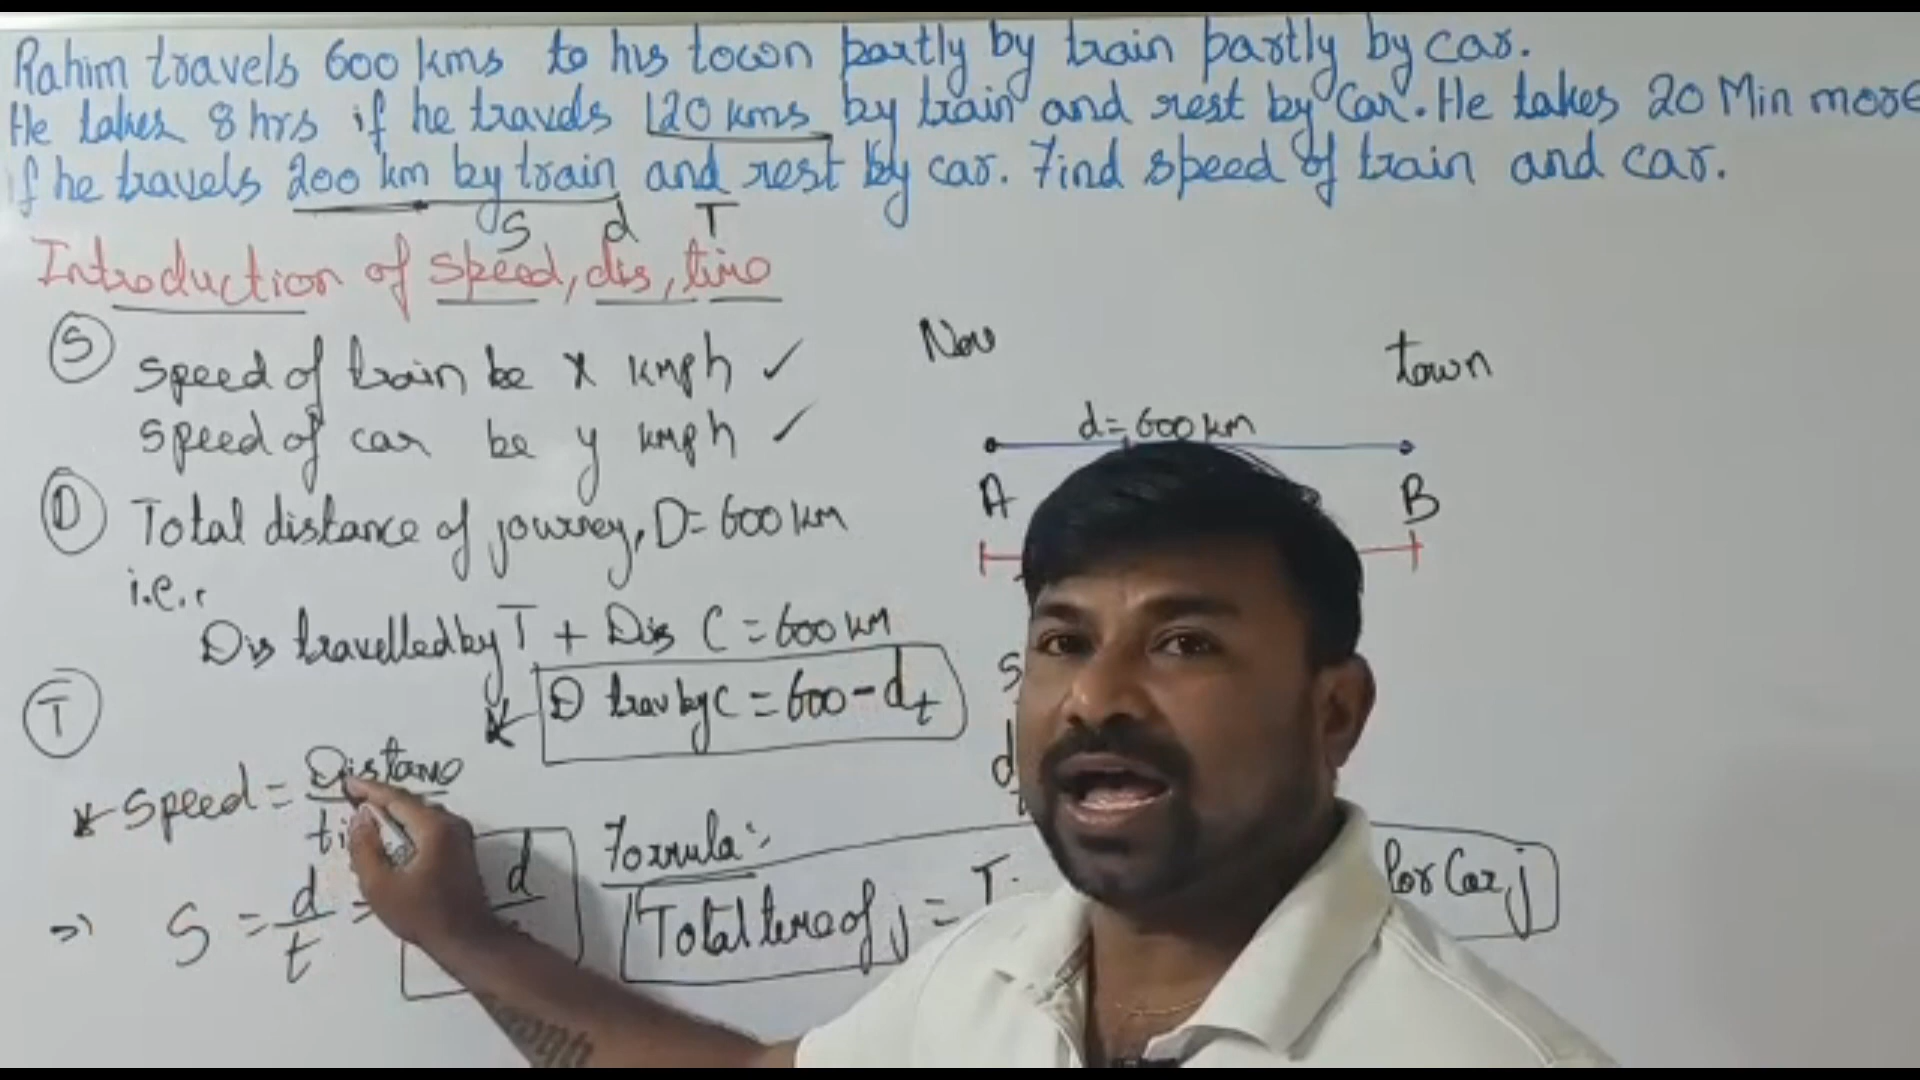 Rahim travels 600 kms to his town partly by train partly by car.
He takes 8 hrs if he travels 120 kms by train and rest by Car. He takes 20 Min more
if he travels 200 km by train and rest by car. Find speed of train and car.
S d T
Introduction of speed, dis, time
S
Speed of train be x kmph ✓
Speed of car be y kmph ✓
D
Total distance of journey, D = 600 km
i.e.,
Dis travelled by T + Dis C = 600 km
D trav by C = 600 - dt
T
Speed = Distance
⇒ S = d/t =
d
Formula:-
Total time of j = T
for Car, j
town
d = 600 km
A B
S
d